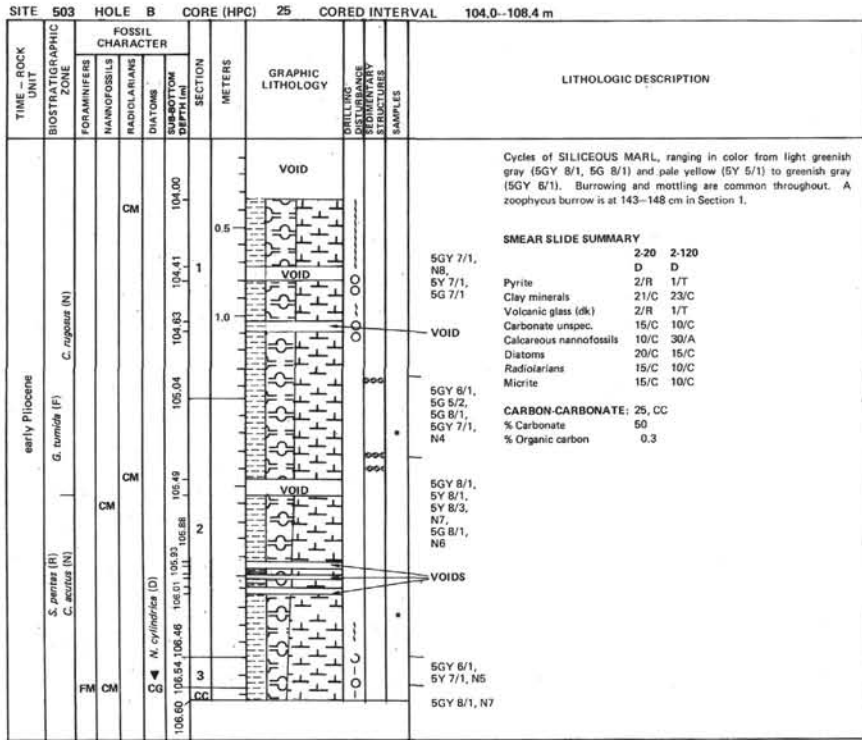 SITE 503 HOLE B CORE (HPC) 25 CORED INTERVAL 104.0--108.4 m
TIME – ROCK UNIT
BIOSTRATIGRAPHIC ZONE
FOSSIL CHARACTER
FORAMINIFERS
NANNOFOSSILS
RADIOLARIANS
DIATOMS
SUB-BOTTOM DEPTH (m)
SECTION
METERS
GRAPHIC LITHOLOGY
DRILLING DISTURBANCE
SEDIMENTARY STRUCTURES
SAMPLES
LITHOLOGIC DESCRIPTION
early Pliocene
C. rugosus (N)
G. tumida (F)
S. pentas (R)
C. acutus (N)
N. cylindrica (D)
CM
CM
CM
FM CM CG
104.00
104.41
104.63
105.04
105.49
105.88
105.93
106.01
106.46
106.54
106.60
1
2
3
CC
0.5
1.0
VOID
VOID
VOID
VOID
VOIDS
5GY 7/1,
N8,
5Y 7/1,
5G 7/1
5GY 6/1,
5G 5/2,
5G 8/1,
5GY 7/1,
N4
5GY 8/1,
5Y 8/1,
5Y 8/3,
N7,
5G 8/1,
N6
5GY 6/1,
5Y 7/1, N5
5GY 8/1, N7
*
*
Cycles of SILICEOUS MARL, ranging in color from light greenish
gray (5GY 8/1, 5G 8/1) and pale yellow (5Y 5/1) to greenish gray
(5GY 6/1). Burrowing and mottling are common throughout. A
zoophycus burrow is at 143–148 cm in Section 1.
SMEAR SLIDE SUMMARY
2-20 2-120
D D
Pyrite 2/R 1/T
Clay minerals 21/C 23/C
Volcanic glass (dk) 2/R 1/T
Carbonate unspec. 15/C 10/C
Calcareous nannofossils 10/C 30/A
Diatoms 20/C 15/C
Radiolarians 15/C 10/C
Micrite 15/C 10/C
CARBON-CARBONATE: 25, CC
% Carbonate 50
% Organic carbon 0.3